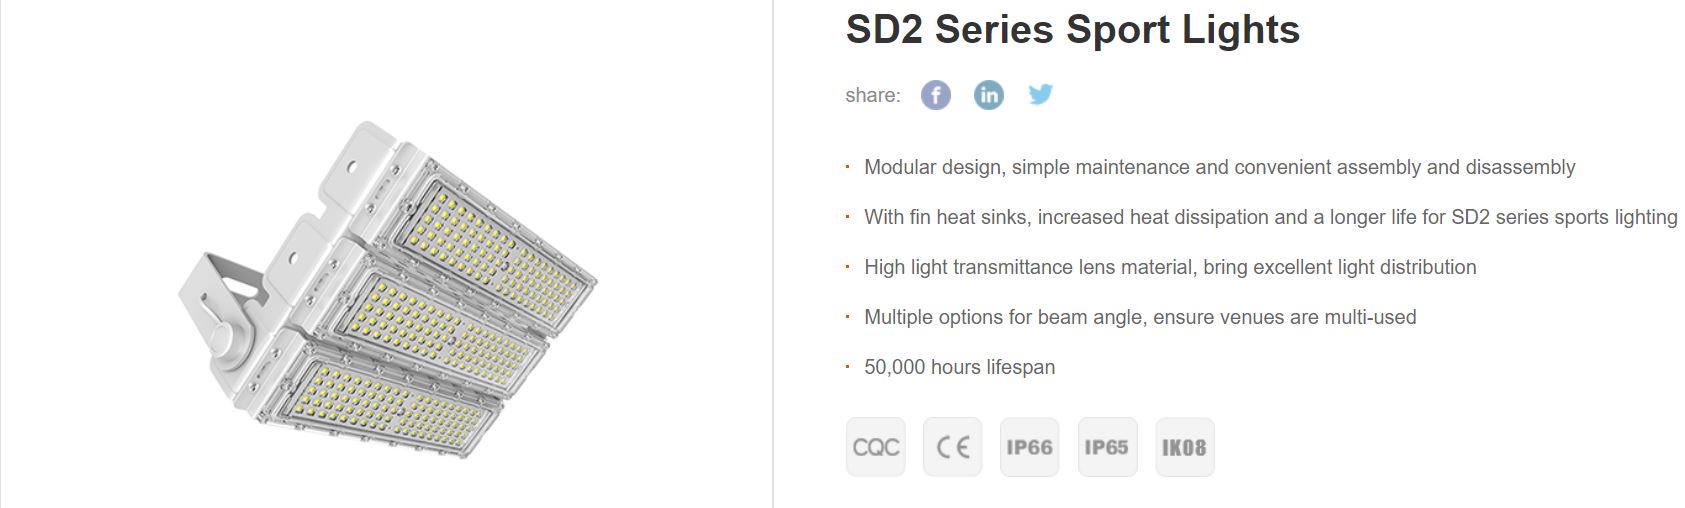 SD2 Series Sport Lights
share:
f in
· Modular design, simple maintenance and convenient assembly and disassembly
· With fin heat sinks, increased heat dissipation and a longer life for SD2 series sports lighting
· High light transmittance lens material, bring excellent light distribution
· Multiple options for beam angle, ensure venues are multi-used
· 50,000 hours lifespan
CQC CE IP66 IP65 IK08